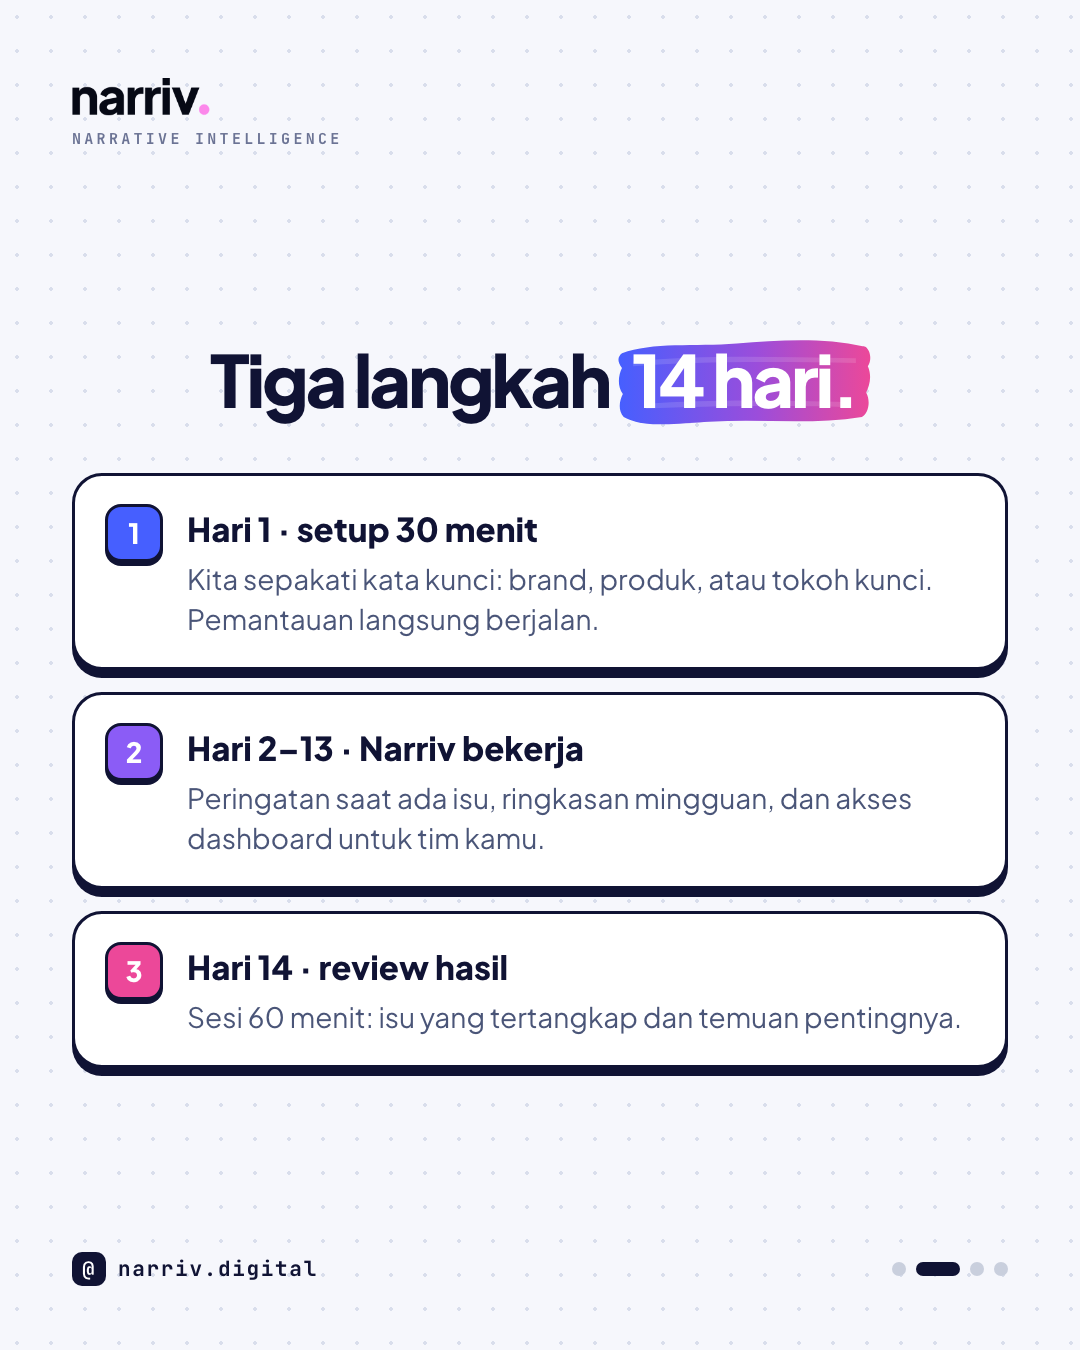 narriv.
NARRATIVE INTELLIGENCE
Tiga langkah 14 hari.
1
Hari 1 · setup 30 menit
Kita sepakati kata kunci: brand, produk, atau tokoh kunci.
Pemantauan langsung berjalan.
2
Hari 2–13 · Narriv bekerja
Peringatan saat ada isu, ringkasan mingguan, dan akses
dashboard untuk tim kamu.
3
Hari 14 · review hasil
Sesi 60 menit: isu yang tertangkap dan temuan pentingnya.
@ narriv.digital